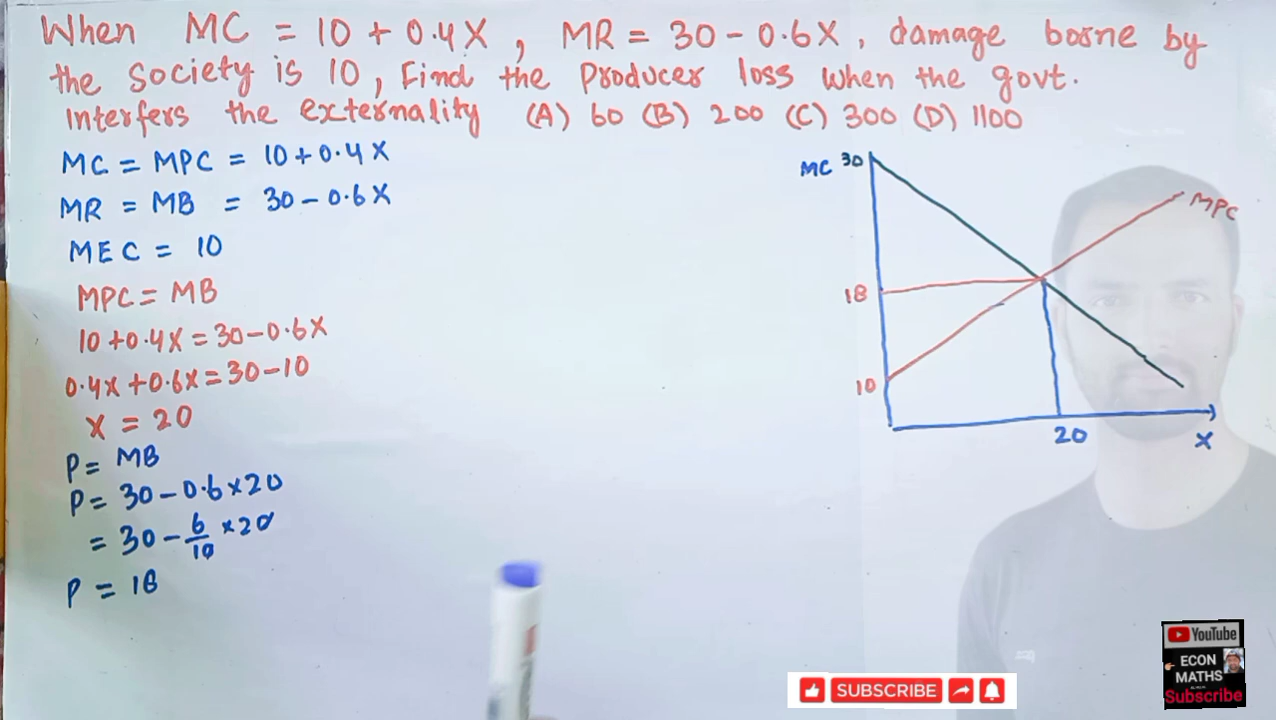 When MC = 10 + 0.4X , MR = 30 - 0.6X , damage borne by
the Society is 10 , Find the Producer loss when the govt.
Interfers the externality (A) 60 (B) 200 (C) 300 (D) 1100
MC = MPC = 10 + 0.4X
MR = MB = 30 - 0.6X
MEC = 10
MPC = MB
10 + 0.4X = 30 - 0.6X
0.4X + 0.6X = 30 - 10
X = 20
P = MB
P = 30 - 0.6 × 20
= 30 - 6/10 × 20
P = 18
MC 30
MPC
18
10
20
X
YouTube
ECON
MATHS
Subscribe
SUBSCRIBE